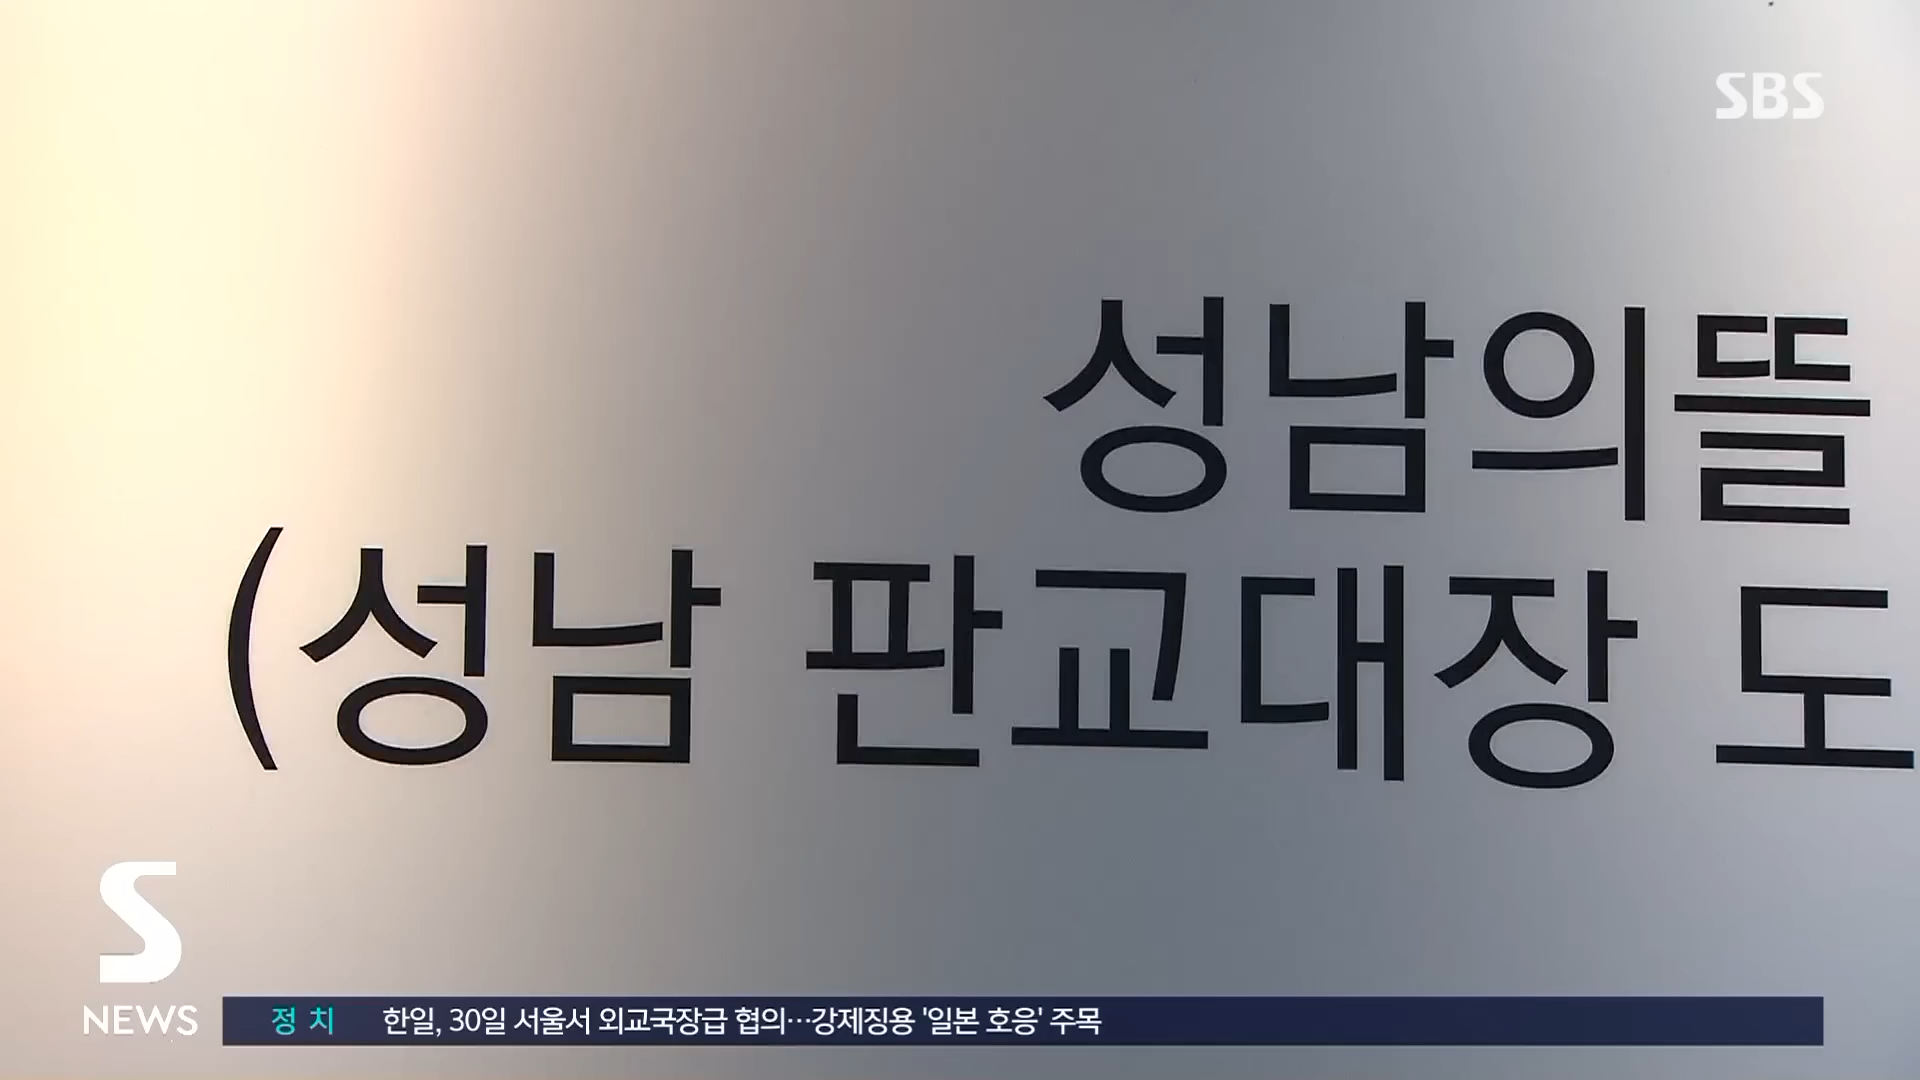 SBS
성남의뜰
(성남 판교대장 도
S
NEWS
정치 한일, 30일 서울서 외교국장급 협의…강제징용 '일본 호응' 주목